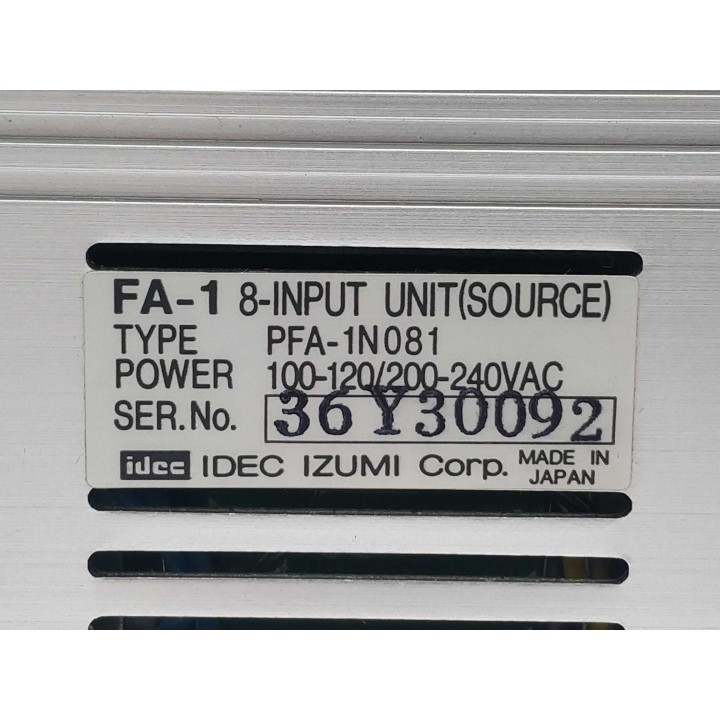 FA-1 8-INPUT UNIT(SOURCE)
TYPE PFA-1N081
POWER 100-120/200-240VAC
SER.No. 36Y30092
idec IDEC IZUMI Corp. MADE IN JAPAN